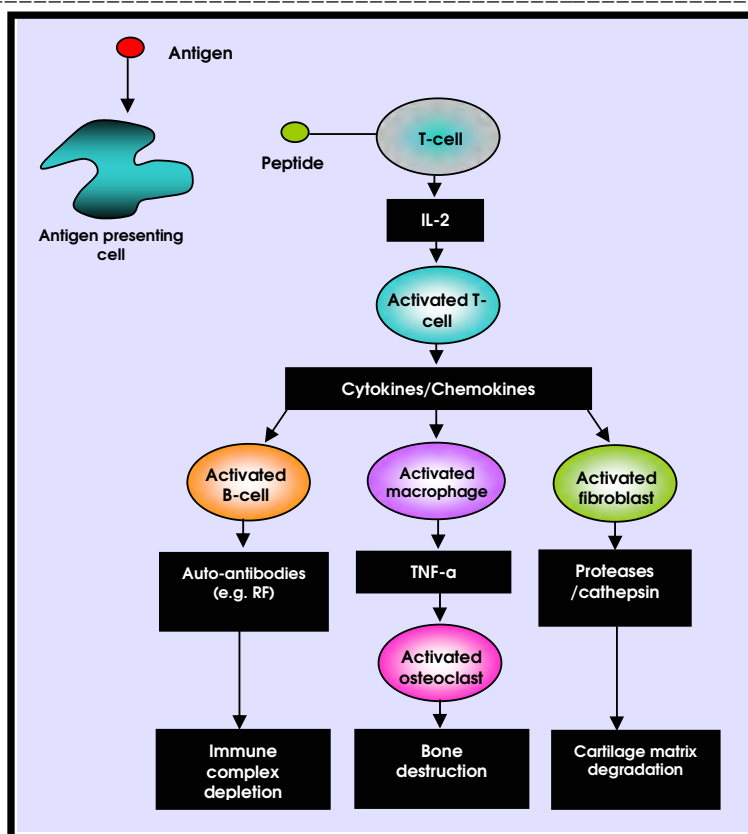 Antigen
T-cell
Peptide
Antigen presenting
cell
IL-2
Activated T-
cell
Cytokines/Chemokines
Activated
B-cell
Activated
macrophage
Activated
fibroblast
Auto-antibodies
(e.g. RF)
TNF-a
Proteases
/cathepsin
Activated
osteoclast
Immune
complex
depletion
Bone
destruction
Cartilage matrix
degradation